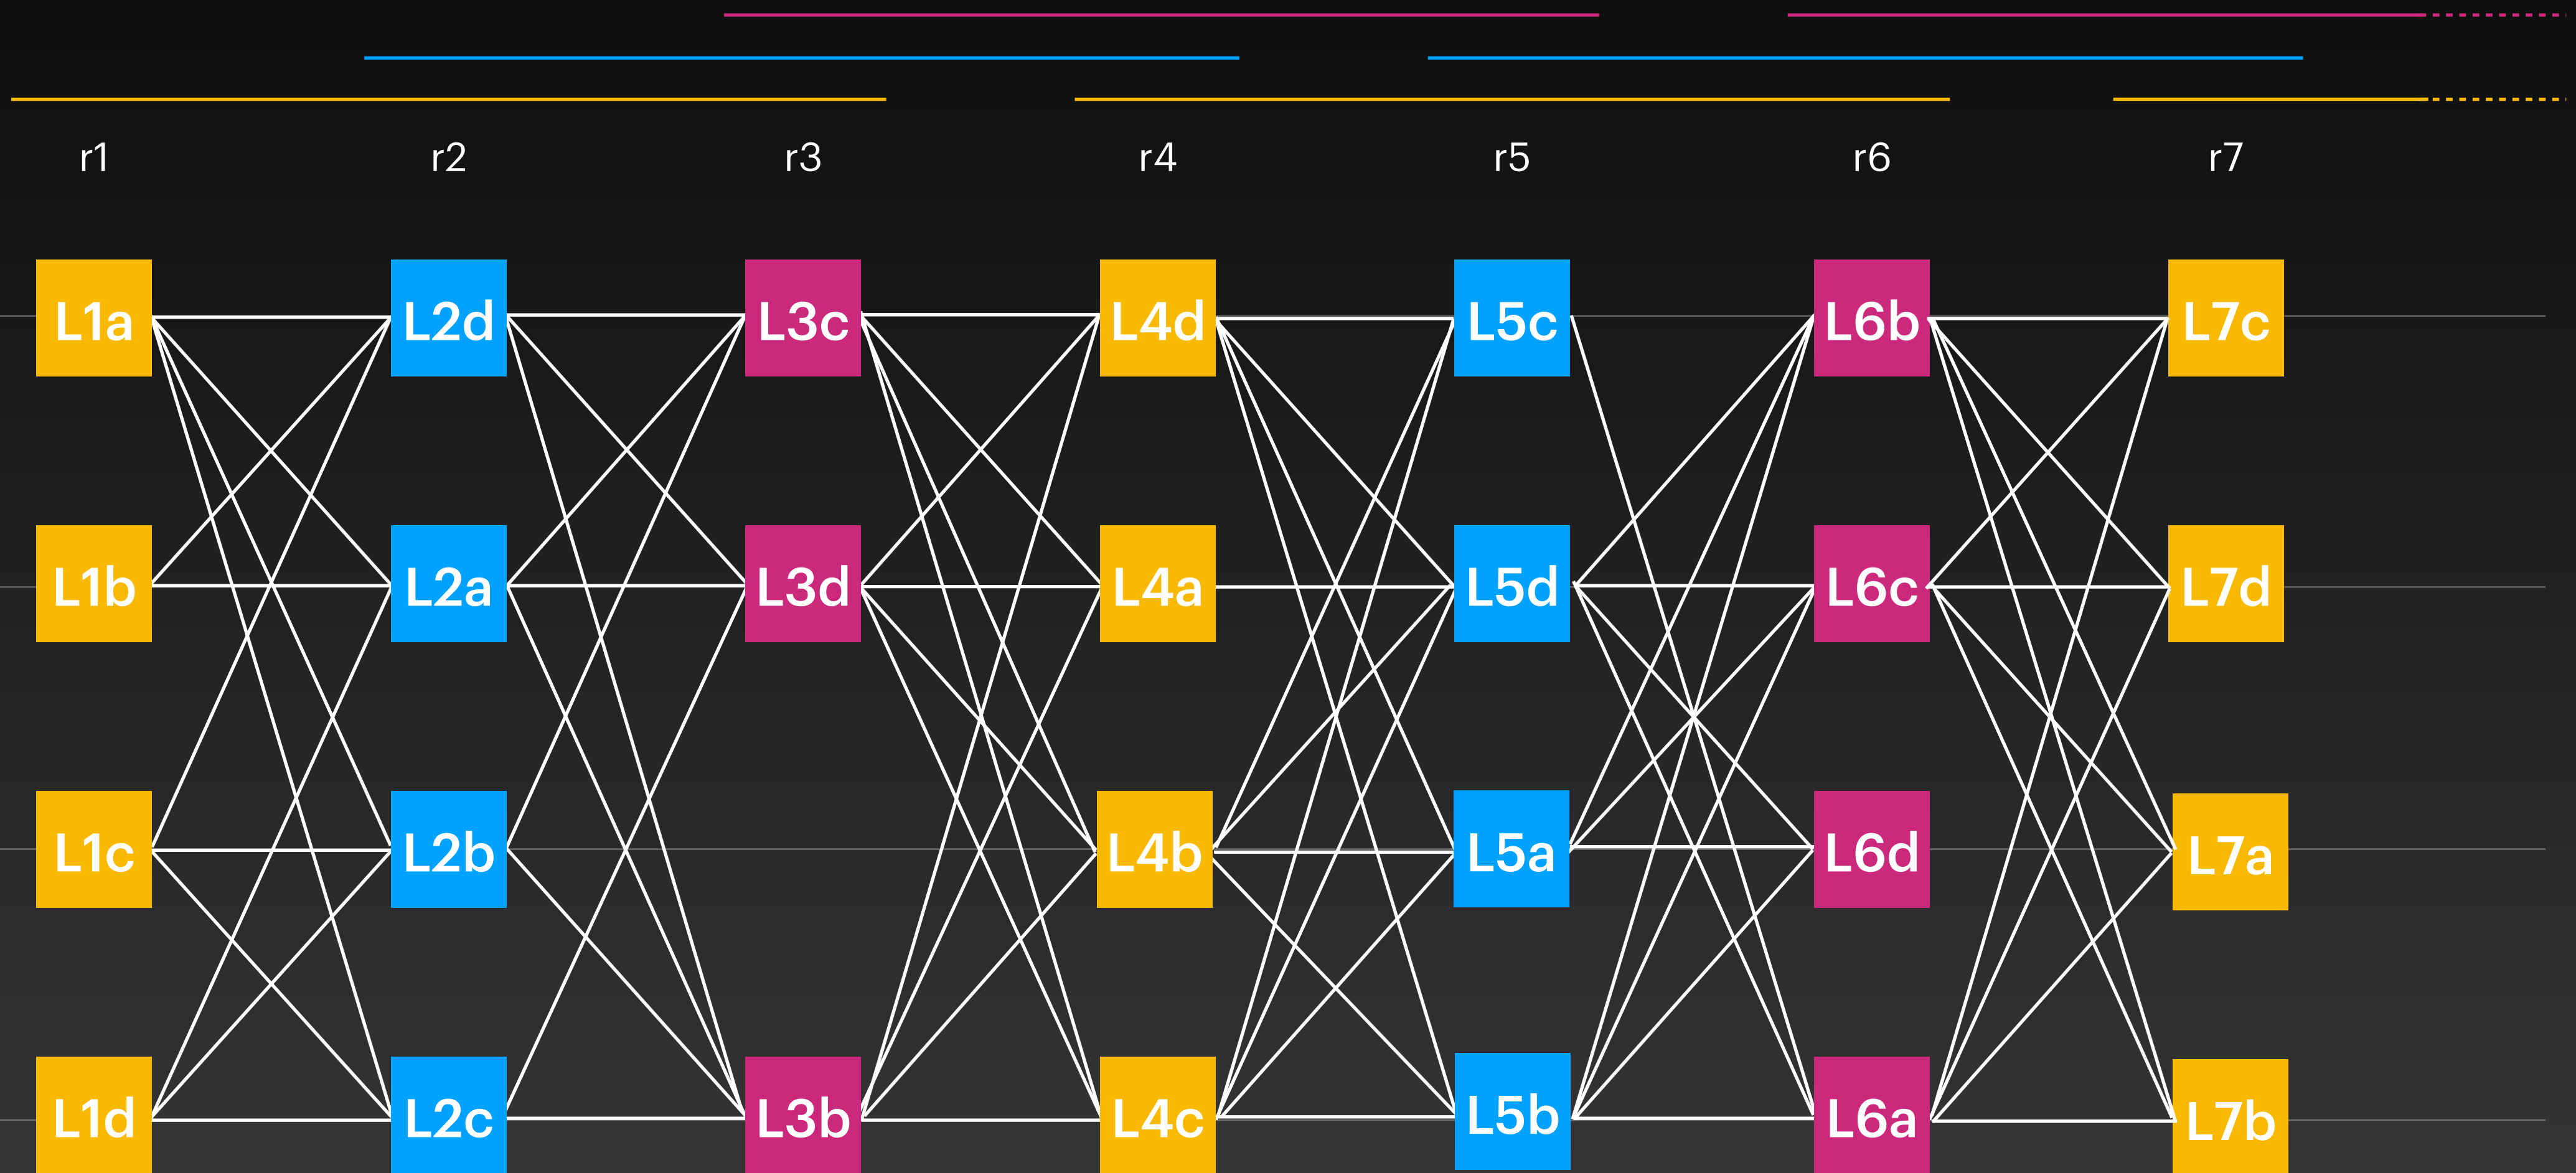 r1 r2 r3 r4 r5 r6 r7
L1a L2d L3c L4d L5c L6b L7c
L1b L2a L3d L4a L5d L6c L7d
L1c L2b L4b L5a L6d L7a
L1d L2c L3b L4c L5b L6a L7b